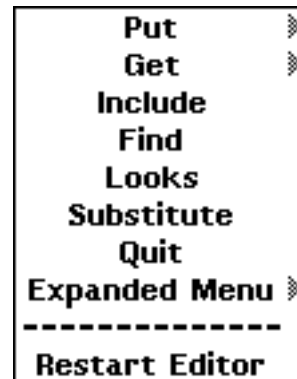 Put
Get
Include
Find
Looks
Substitute
Quit
Expanded Menu
--------------
Restart Editor